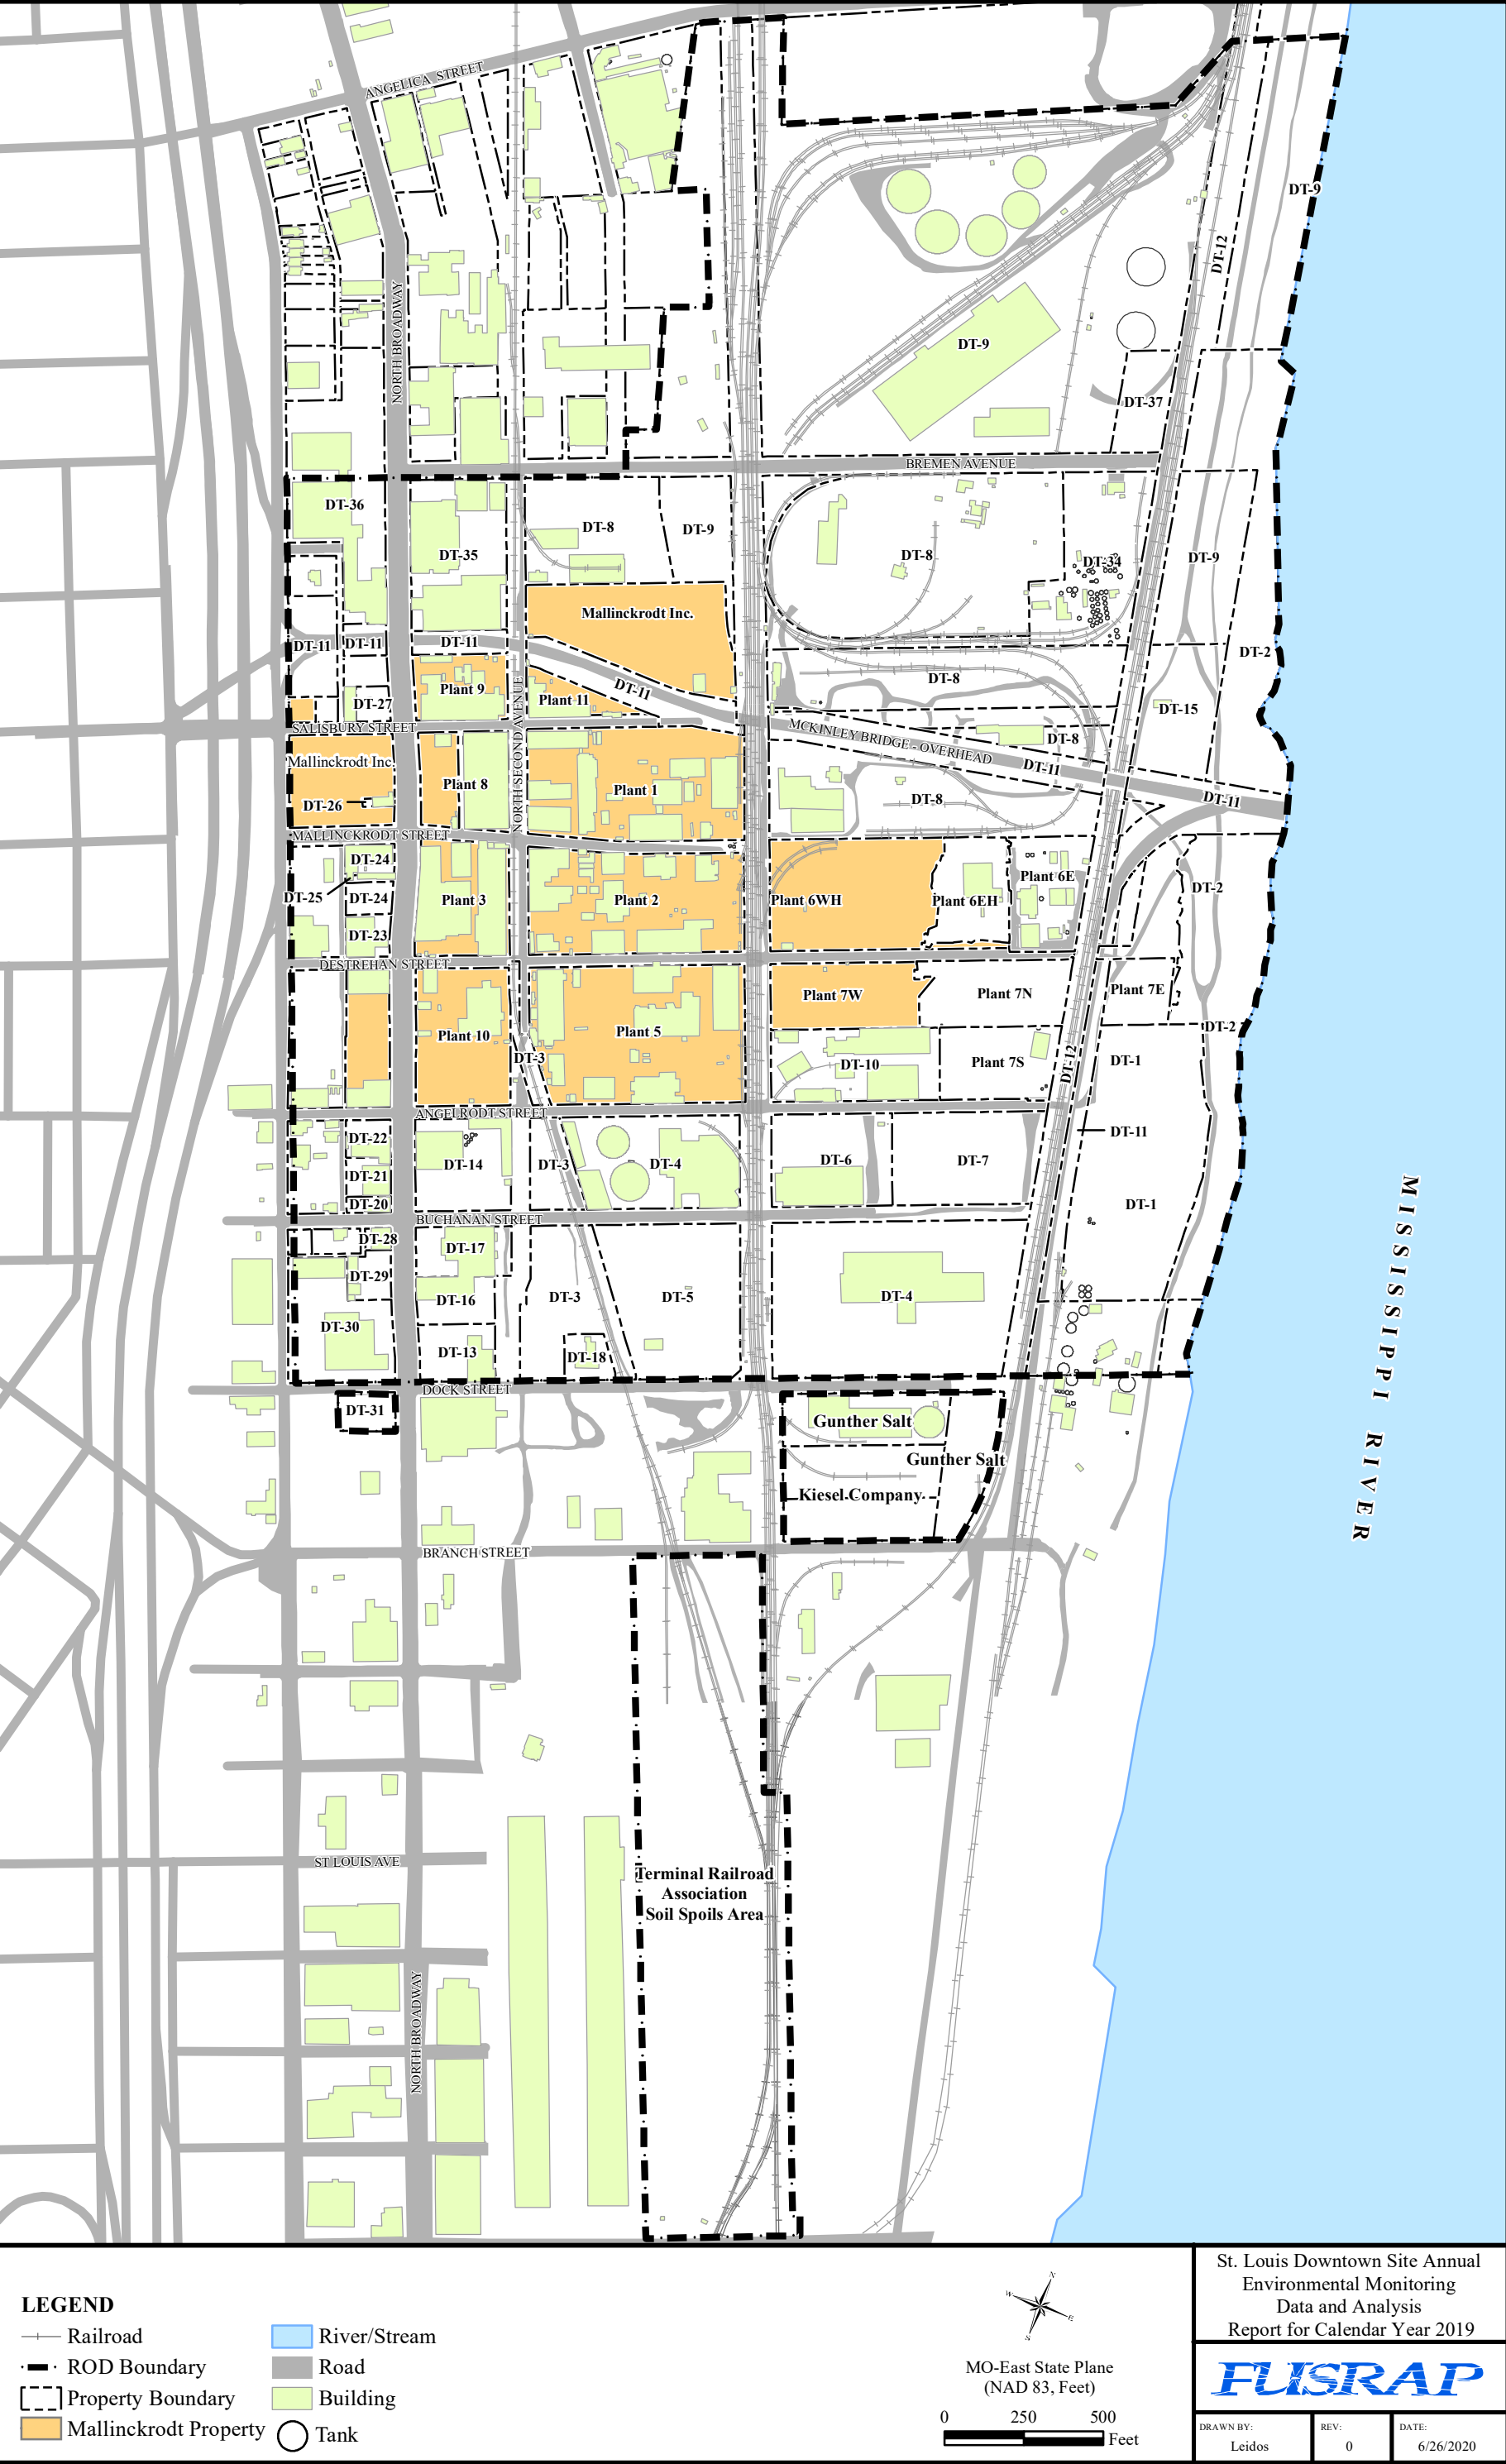 ANGELICA STREET
DT-9
DT-12
NORTH BROADWAY
DT-9
DT-37
BREMEN AVENUE
DT-36
DT-8
DT-9
DT-35
DT-8
DT-34
DT-9
Mallinckrodt Inc.
DT-11
DT-11
DT-11
DT-2
DT-8
Plant 9
DT-11
Plant 11
DT-27
DT-15
SALISBURY STREET
NORTH SECOND AVENUE
MCKINLEY BRIDGE - OVERHEAD
DT-8
Mallinckrodt Inc.
DT-11
Plant 8
Plant 1
DT-26
DT-8
DT-11
MALLINCKRODT STREET
DT-24
Plant 6E
DT-2
DT-25
DT-24
Plant 3
Plant 2
Plant 6WH
Plant 6EH
DT-23
DESTREHAN STREET
Plant 7W
Plant 7N
Plant 7E
Plant 10
Plant 5
DT-2
DT-3
DT-10
Plant 7S
DT-12
DT-1
ANGELRODT STREET
DT-22
DT-11
DT-14
DT-3
DT-4
DT-6
DT-7
DT-21
DT-20
DT-1
BUCHANAN STREET
DT-28
DT-17
DT-29
DT-16
DT-3
DT-5
DT-4
DT-30
DT-13
DT-18
MISSISSIPPI RIVER
DOCK STREET
DT-31
Gunther Salt
Gunther Salt
Kiesel Company
BRANCH STREET
ST LOUIS AVE
Terminal Railroad
Association
Soil Spoils Area
NORTH BROADWAY
LEGEND
Railroad
ROD Boundary
Property Boundary
Mallinckrodt Property
River/Stream
Road
Building
Tank
N
W
E
S
MO-East State Plane
(NAD 83, Feet)
0 250 500
Feet
St. Louis Downtown Site Annual
Environmental Monitoring
Data and Analysis
Report for Calendar Year 2019
FUSRAP
DRAWN BY:
Leidos
REV:
0
DATE:
6/26/2020